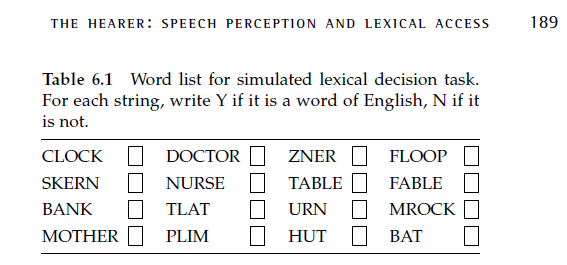 THE HEARER: SPEECH PERCEPTION AND LEXICAL ACCESS 189
Table 6.1 Word list for simulated lexical decision task.
For each string, write Y if it is a word of English, N if it
is not.
CLOCK DOCTOR ZNER FLOOP
SKERN NURSE TABLE FABLE
BANK TLAT URN MROCK
MOTHER PLIM HUT BAT